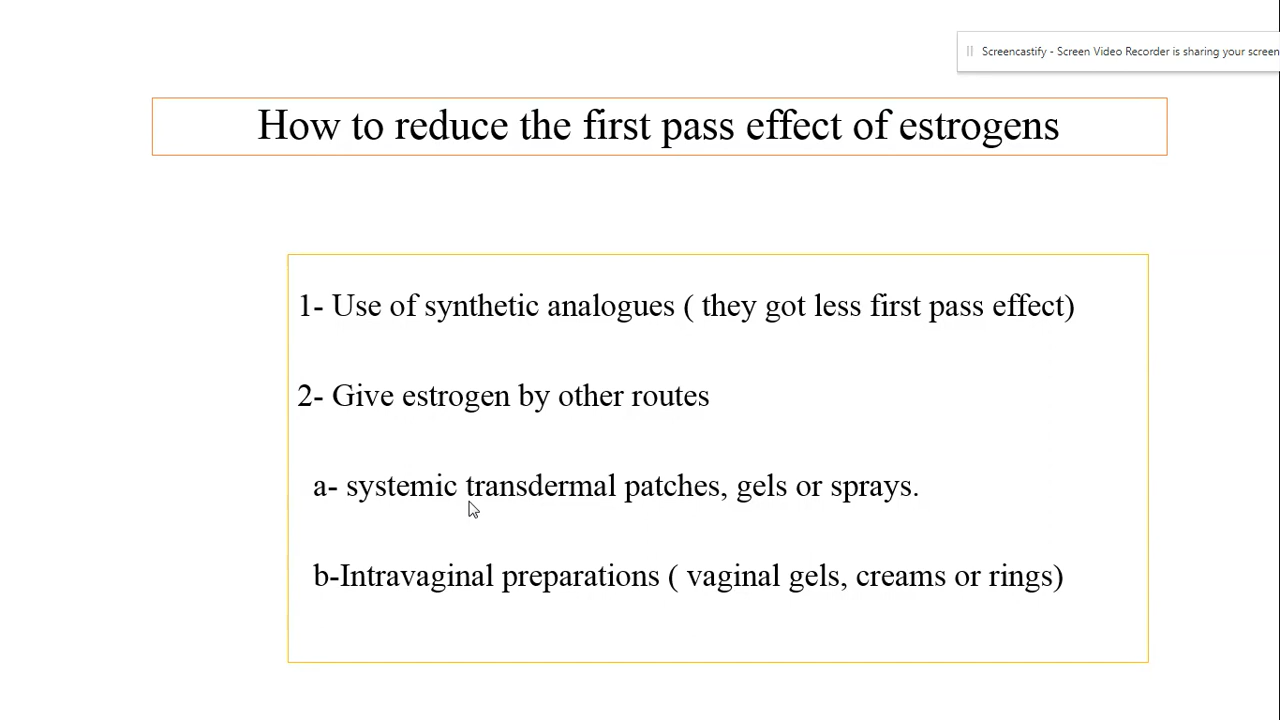 Screencastify - Screen Video Recorder is sharing your screen
How to reduce the first pass effect of estrogens
1- Use of synthetic analogues ( they got less first pass effect)
2- Give estrogen by other routes
a- systemic transdermal patches, gels or sprays.
b-Intravaginal preparations ( vaginal gels, creams or rings)